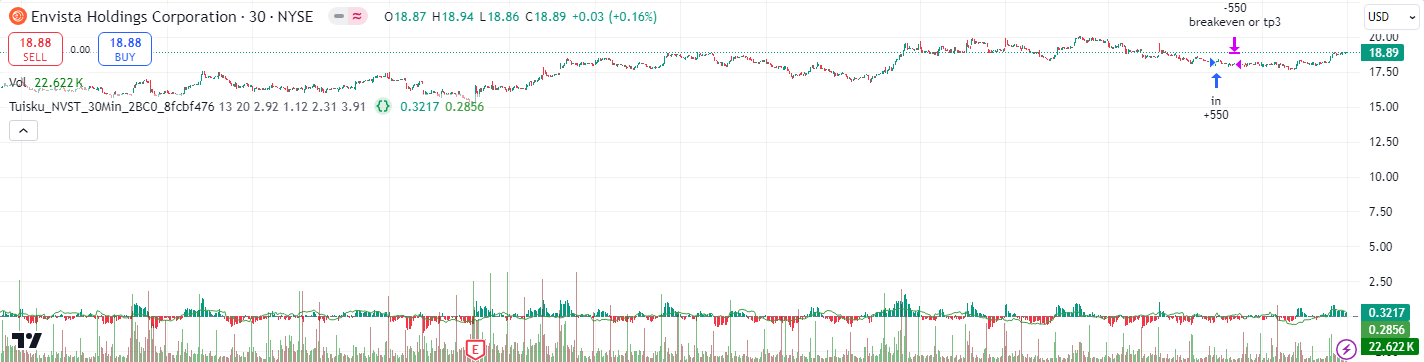 Envista Holdings Corporation · 30 · NYSE O18.87 H18.94 L18.86 C18.89 +0.03 (+0.16%)
18.88
SELL
0.00
18.88
BUY
Vol 22.622 K
Tuisku_NVST_30Min_2BC0_8fcbf476 13 20 2.92 1.12 2.31 3.91 {} 0.3217 0.2856
-550
breakeven or tp3
in
+550
USD
20.00
18.89
17.50
15.00
12.50
10.00
7.50
5.00
2.50
0.3217
0.2856
22.622 K
E